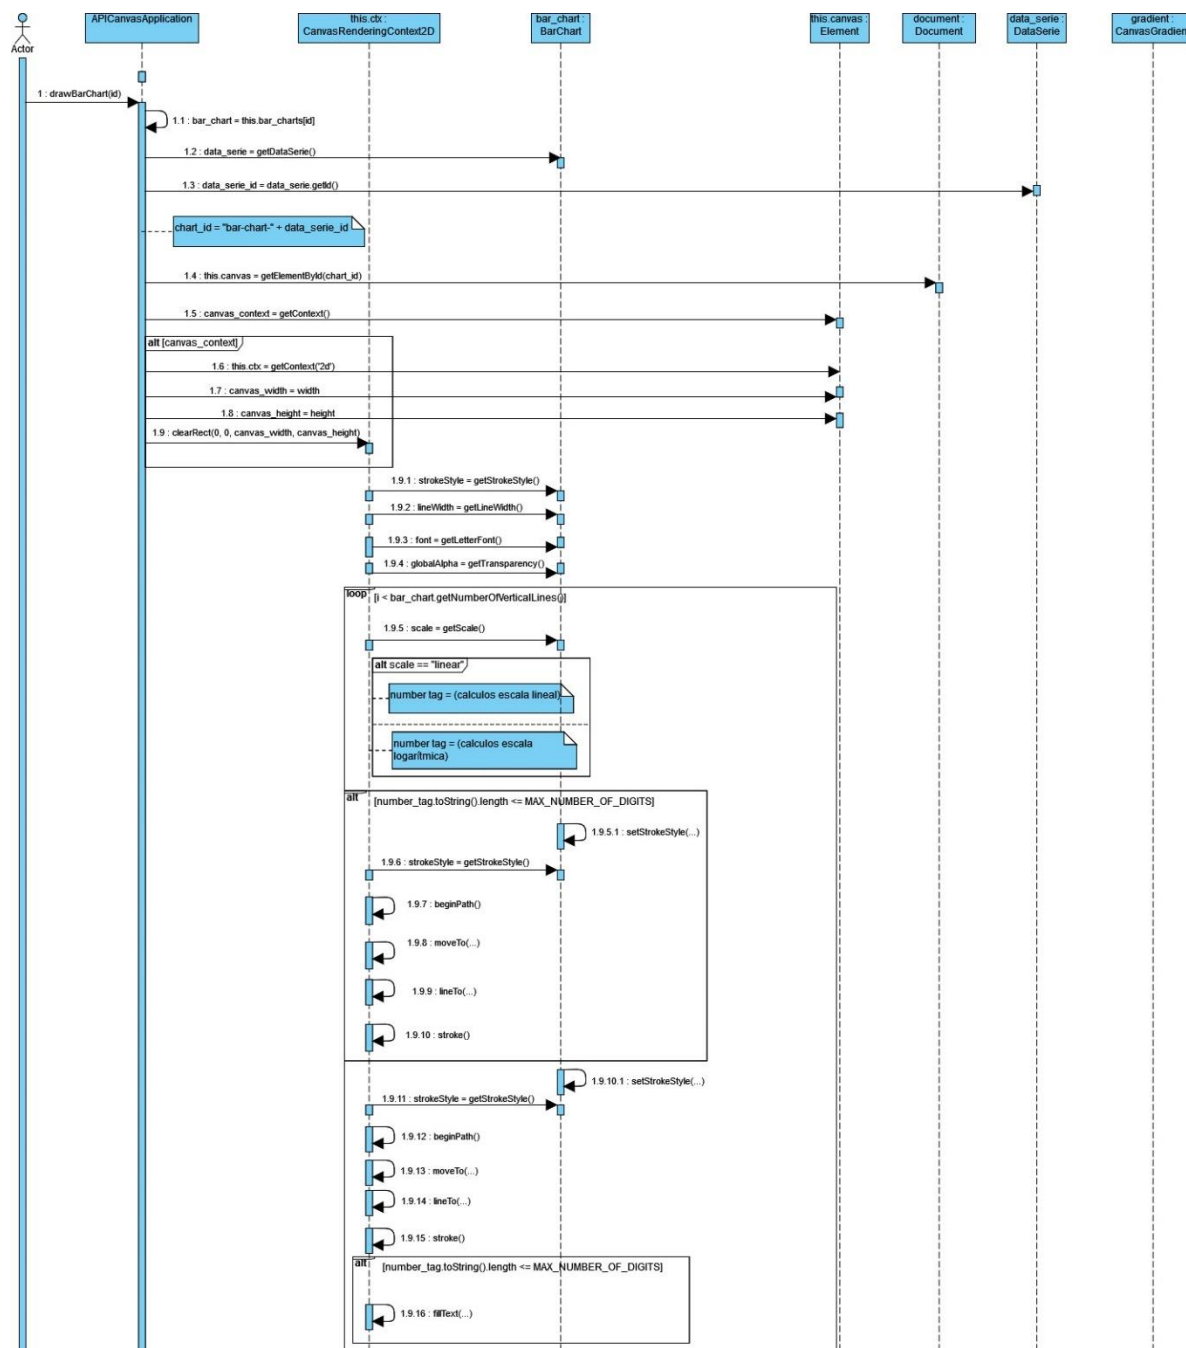 Actor
APICanvasApplication
this.ctx :
CanvasRenderingContext2D
bar_chart :
BarChart
this.canvas :
Element
document :
Document
data_serie :
DataSerie
gradient :
CanvasGradien
1 : drawBarChart(id)
1.1 : bar_chart = this.bar_charts[id]
1.2 : data_serie = getDataSerie()
1.3 : data_serie_id = data_serie.getId()
chart_id = "bar-chart-" + data_serie_id
1.4 : this.canvas = getElementById(chart_id)
1.5 : canvas_context = getContext()
alt [canvas_context]
1.6 : this.ctx = getContext("2d")
1.7 : canvas_width = width
1.8 : canvas_height = height
1.9 : clearRect(0, 0, canvas_width, canvas_height)
1.9.1 : strokeStyle = getStrokeStyle()
1.9.2 : lineWidth = getLineWidth()
1.9.3 : font = getLetterFont()
1.9.4 : globalAlpha = getTransparency()
loop [i < bar_chart.getNumberOfVerticalLines()]
1.9.5 : scale = getScale()
alt scale == "linear"
number tag = (calculos escala lineal)
number tag = (calculos escala
logarítmica)
alt [number_tag.toString().length <= MAX_NUMBER_OF_DIGITS]
1.9.5.1 : setStrokeStyle(...)
1.9.6 : strokeStyle = getStrokeStyle()
1.9.7 : beginPath()
1.9.8 : moveTo(...)
1.9.9 : lineTo(...)
1.9.10 : stroke()
1.9.10.1 : setStrokeStyle(...)
1.9.11 : strokeStyle = getStrokeStyle()
1.9.12 : beginPath()
1.9.13 : moveTo(...)
1.9.14 : lineTo(...)
1.9.15 : stroke()
alt [number_tag.toString().length <= MAX_NUMBER_OF_DIGITS]
1.9.16 : fillText(...)